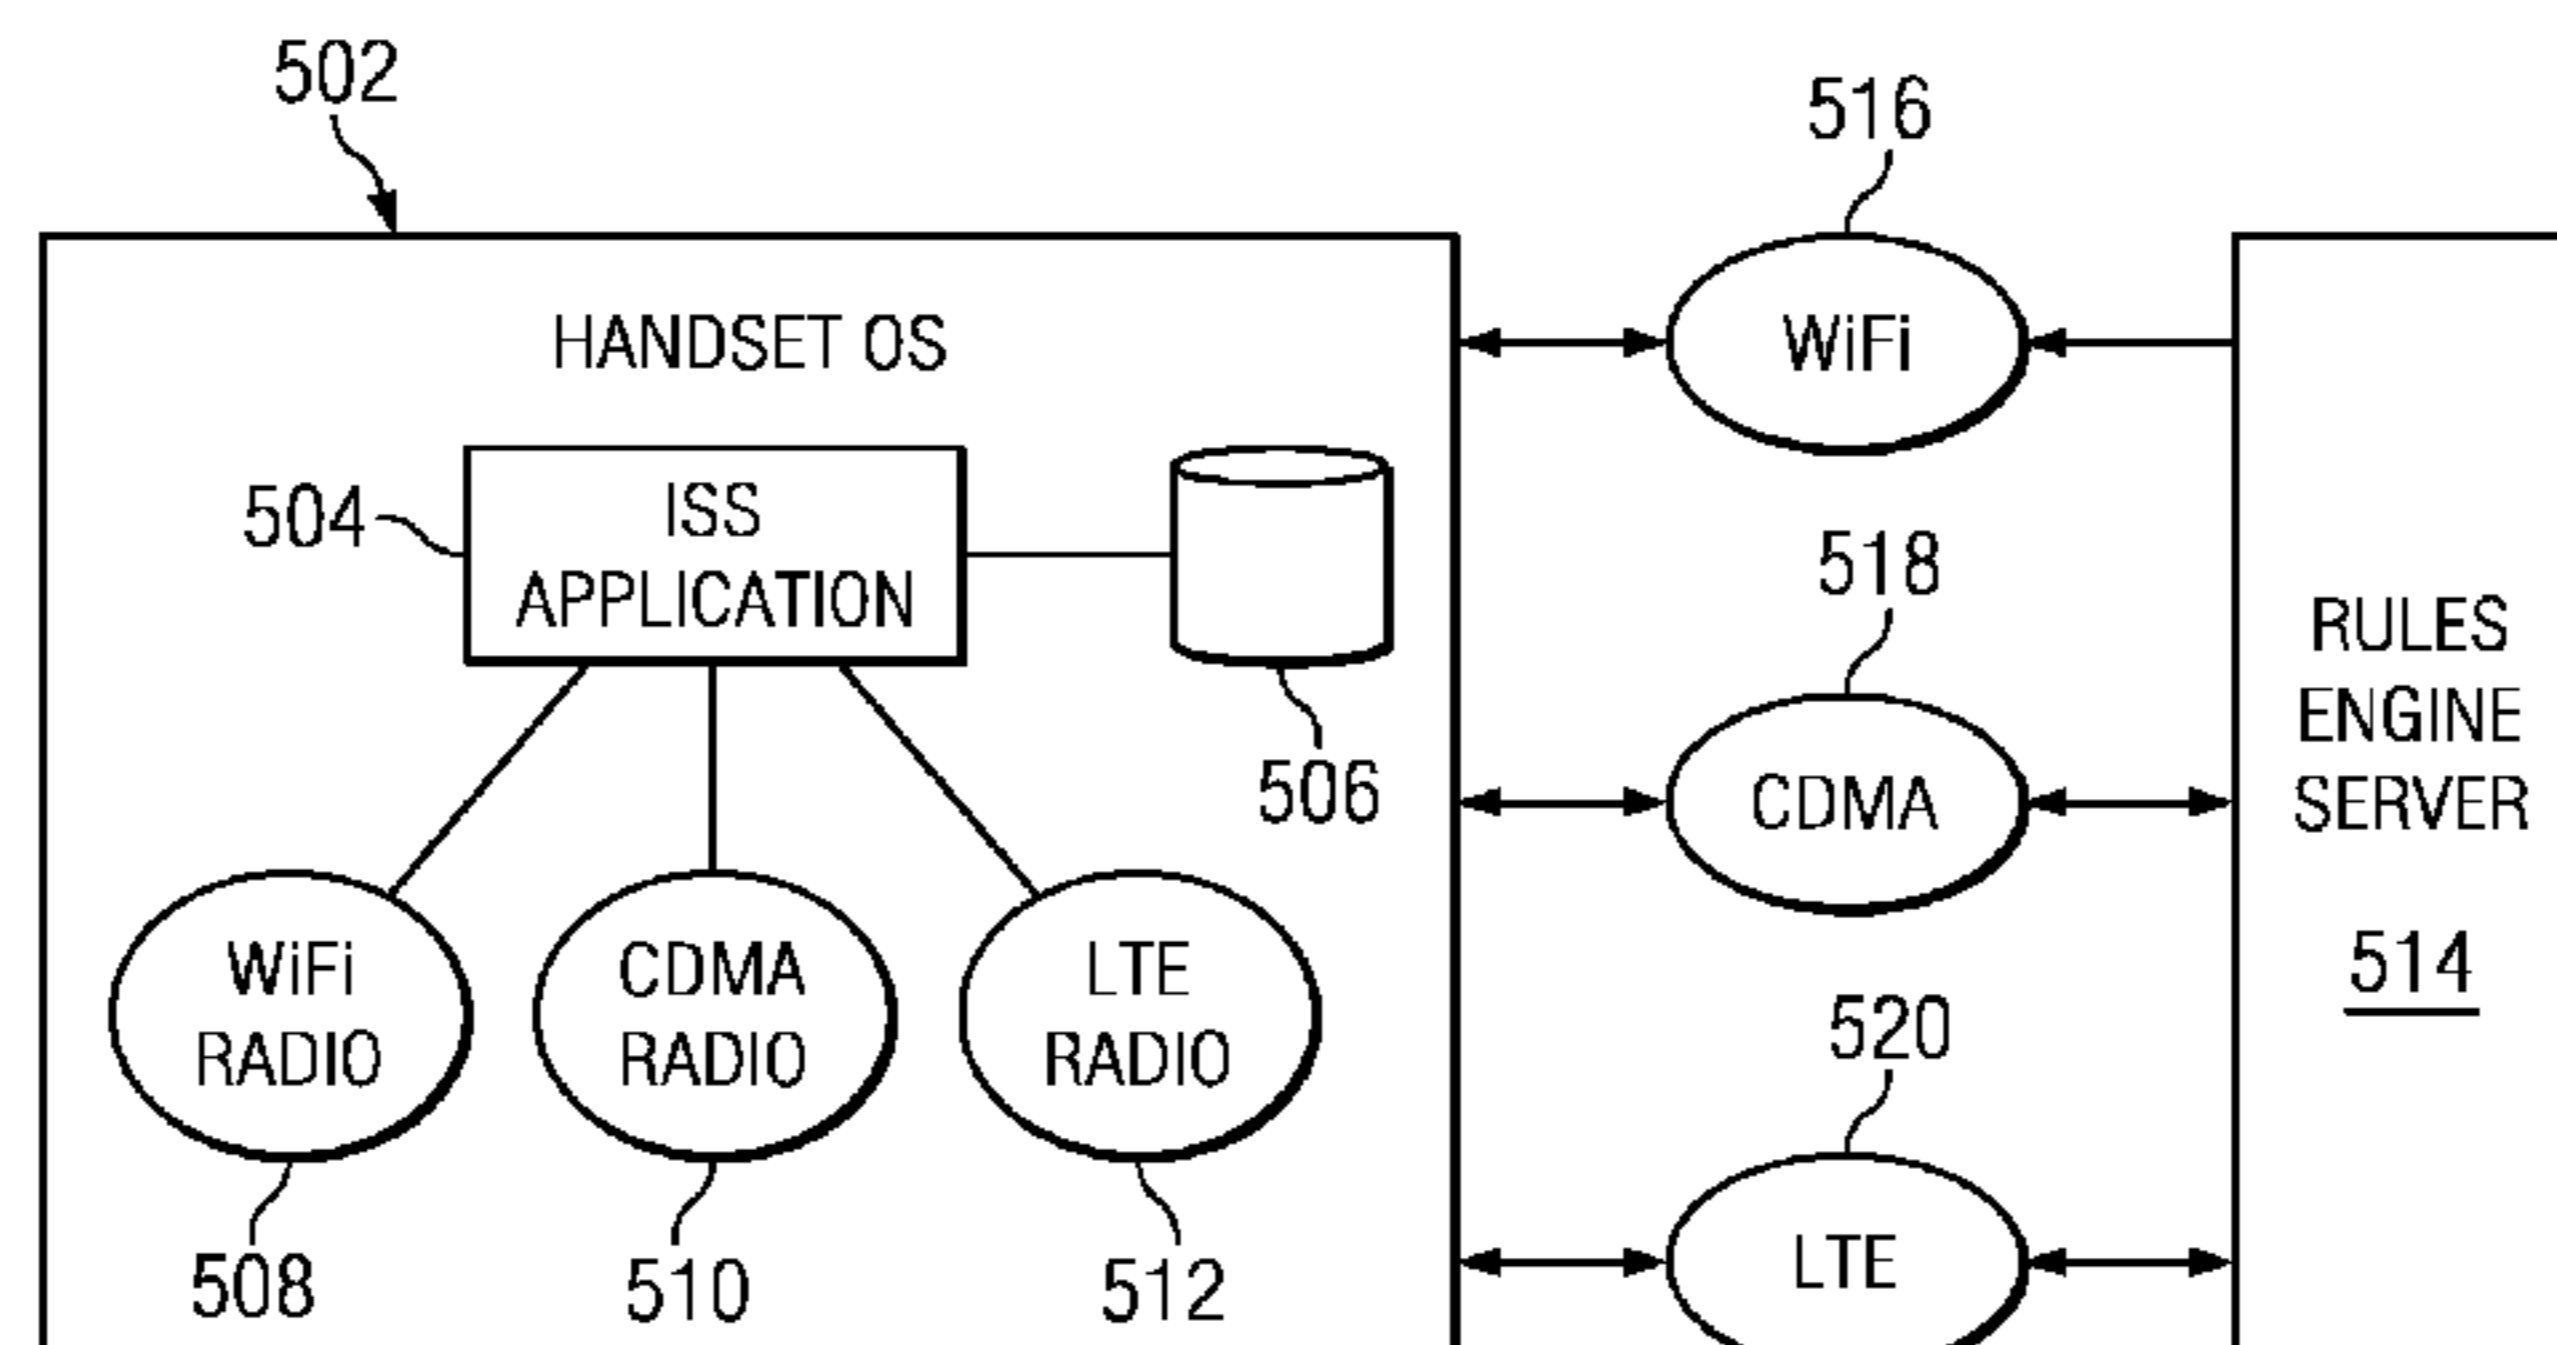 502
516
HANDSET OS
WiFi
504
ISS
APPLICATION
518
RULES
ENGINE
SERVER
506
CDMA
514
WiFi
RADIO
CDMA
RADIO
LTE
RADIO
520
508
510
512
LTE